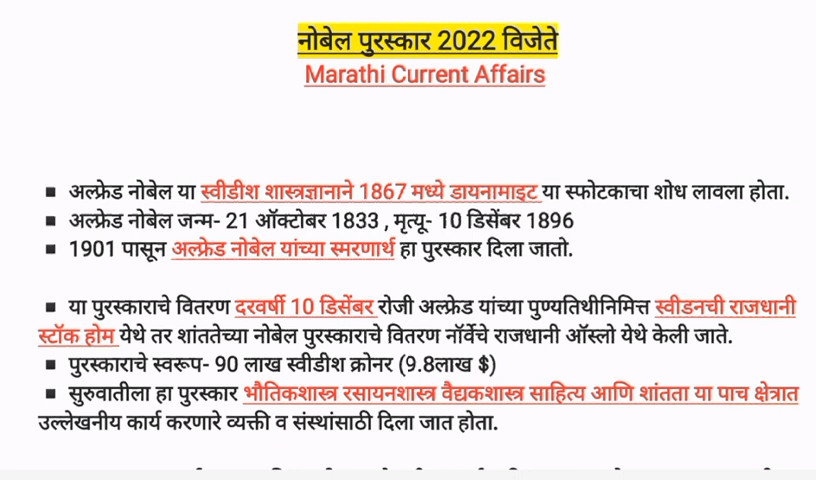 नोबेल पुरस्कार 2022 विजेते
Marathi Current Affairs
▪ अल्फ्रेड नोबेल या स्वीडीश शास्त्रज्ञानाने 1867 मध्ये डायनामाइट या स्फोटकाचा शोध लावला होता.
▪ अल्फ्रेड नोबेल जन्म- 21 ऑक्टोबर 1833 , मृत्यू- 10 डिसेंबर 1896
▪ 1901 पासून अल्फ्रेड नोबेल यांच्या स्मरणार्थ हा पुरस्कार दिला जातो.
▪ या पुरस्काराचे वितरण दरवर्षी 10 डिसेंबर रोजी अल्फ्रेड यांच्या पुण्यतिथीनिमित्त स्वीडनची राजधानी
स्टॉक होम येथे तर शांततेच्या नोबेल पुरस्काराचे वितरण नॉर्वेचे राजधानी ऑस्लो येथे केली जाते.
▪ पुरस्काराचे स्वरूप- 90 लाख स्वीडीश क्रोनर (9.8लाख $)
▪ सुरुवातीला हा पुरस्कार भौतिकशास्त्र रसायनशास्त्र वैद्यकशास्त्र साहित्य आणि शांतता या पाच क्षेत्रात
उल्लेखनीय कार्य करणारे व्यक्ती व संस्थांसाठी दिला जात होता.